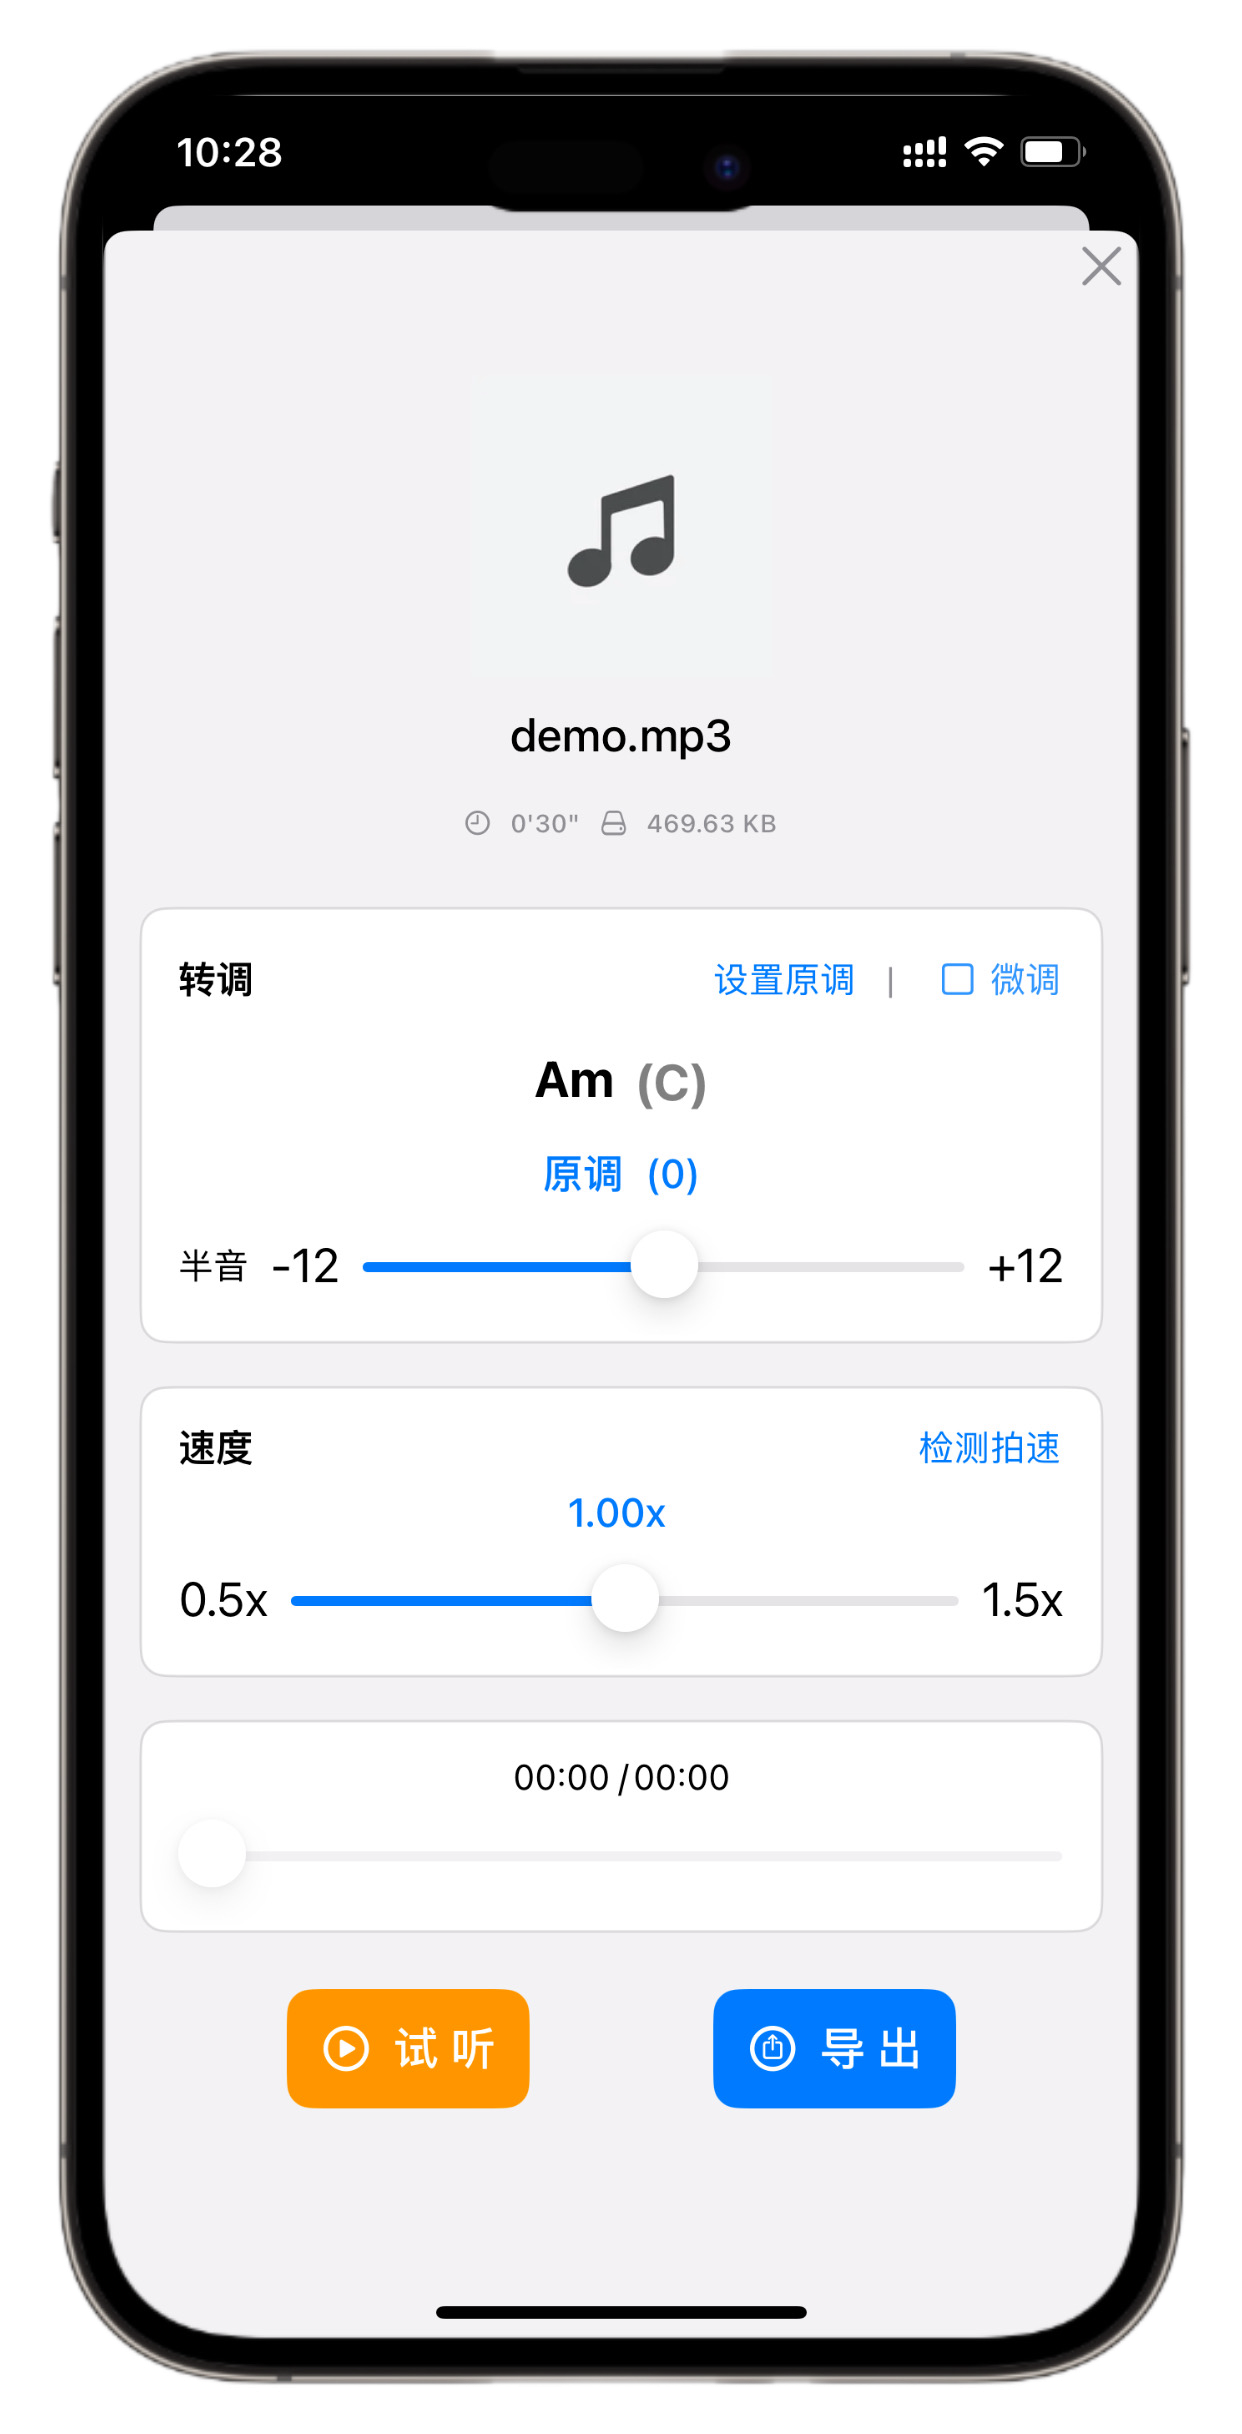 10:28
demo.mp3
0'30" 469.63 KB
转调 设置原调 | 微调
Am (C)
原调 (0)
半音 -12 +12
速度 检测拍速
1.00x
0.5x 1.5x
00:00 / 00:00
试听 导出